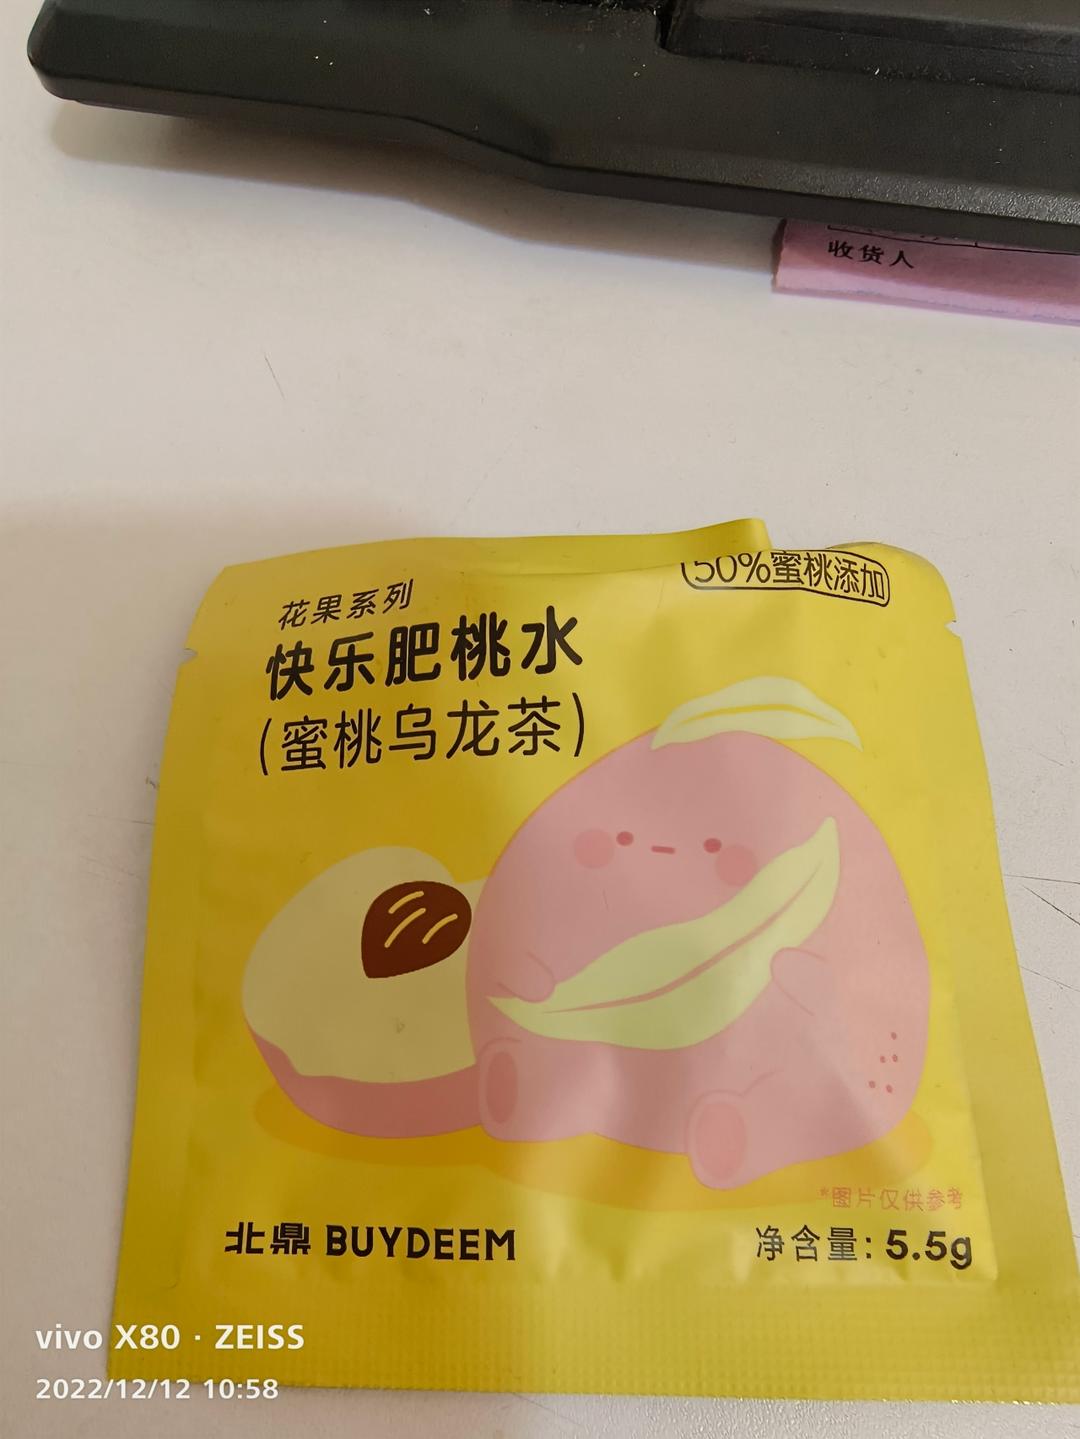 收货人
50%蜜桃添加
花果系列
快乐肥桃水
(蜜桃乌龙茶)
*图片仅供参考
北鼎 BUYDEEM
净含量: 5.5g
vivo X80 · ZEISS
2022/12/12 10:58